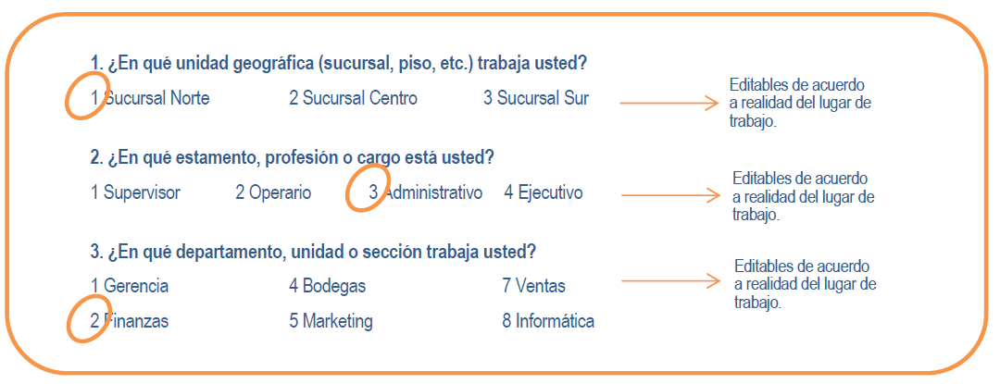 1. ¿En qué unidad geográfica (sucursal, piso, etc.) trabaja usted?
1 Sucursal Norte 2 Sucursal Centro 3 Sucursal Sur
Editables de acuerdo
a realidad del lugar de
trabajo.
2. ¿En qué estamento, profesión o cargo está usted?
1 Supervisor 2 Operario 3 Administrativo 4 Ejecutivo
Editables de acuerdo
a realidad del lugar de
trabajo.
3. ¿En qué departamento, unidad o sección trabaja usted?
1 Gerencia 4 Bodegas 7 Ventas
2 Finanzas 5 Marketing 8 Informática
Editables de acuerdo
a realidad del lugar de
trabajo.